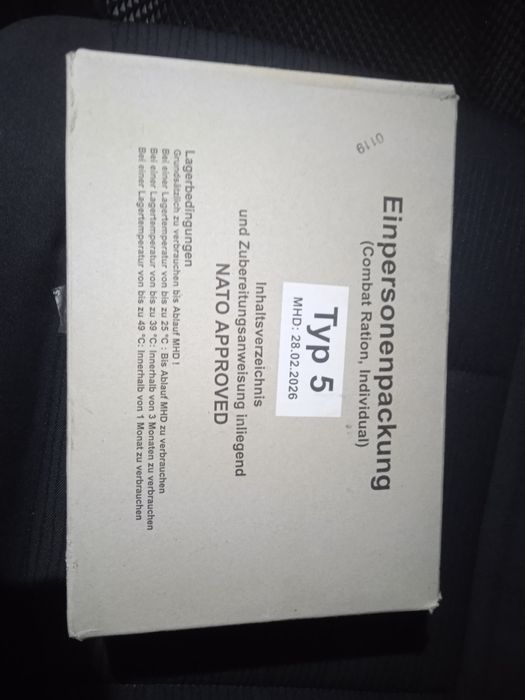 0119
Einpersonenpackung
(Combat Ration, Individual)
Typ 5
MHD: 28.02.2026
Inhaltsverzeichnis
und Zubereitungsanweisung inliegend
NATO APPROVED
Lagerbedingungen
Grundsätzlich zu verbrauchen bis Ablauf MHD!
Bei einer Lagertemperatur von bis zu 25 °C : Bis Ablauf MHD zu verbrauchen
Bei einer Lagertemperatur von bis zu 39 °C: Innerhalb von 3 Monaten zu verbrauchen
Bei einer Lagertemperatur von bis zu 49 °C: Innerhalb von 1 Monat zu verbrauchen